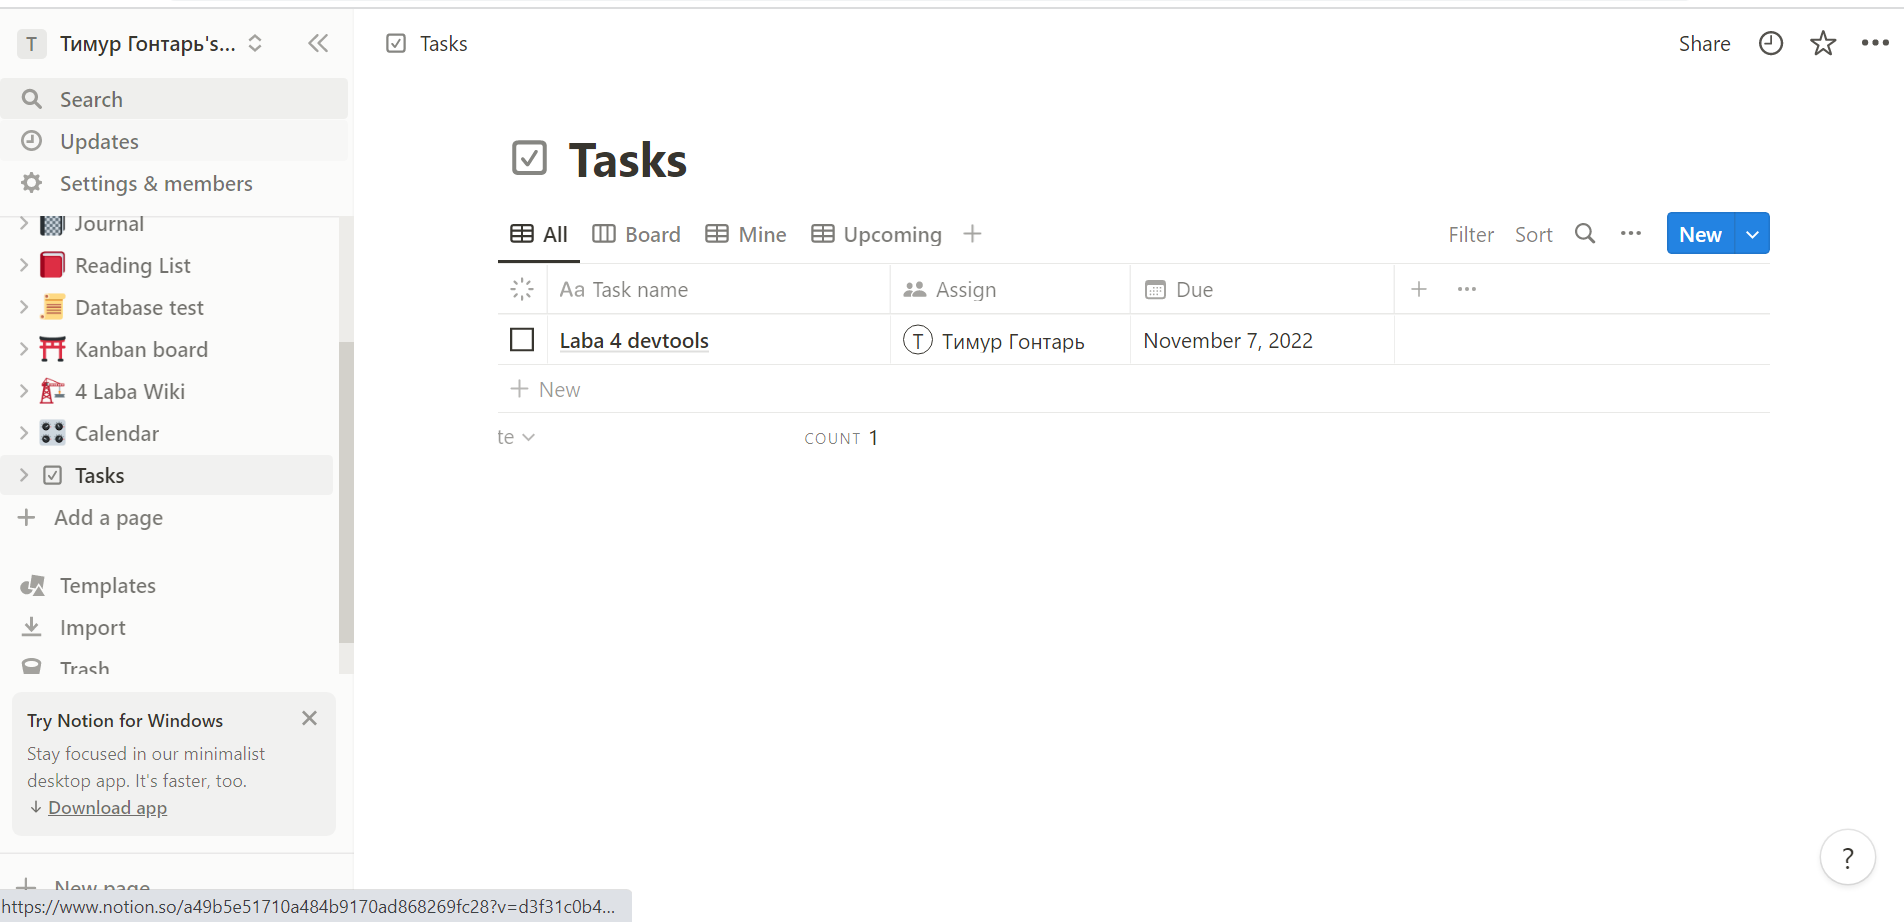 T Тимур Гонтарь's...
Search
Updates
Settings & members
Journal
Reading List
Database test
Kanban board
4 Laba Wiki
Calendar
Tasks
Add a page
Templates
Import
Trash
Try Notion for Windows
Stay focused in our minimalist
desktop app. It's faster, too.
Download app
New page
https://www.notion.so/a49b5e51710a484b9170ad868269fc28?v=d3f31c0b4...
Tasks
Share
Tasks
All Board Mine Upcoming
Filter Sort New
Aa Task name Assign Due
Laba 4 devtools T Тимур Гонтарь November 7, 2022
New
te COUNT 1
?